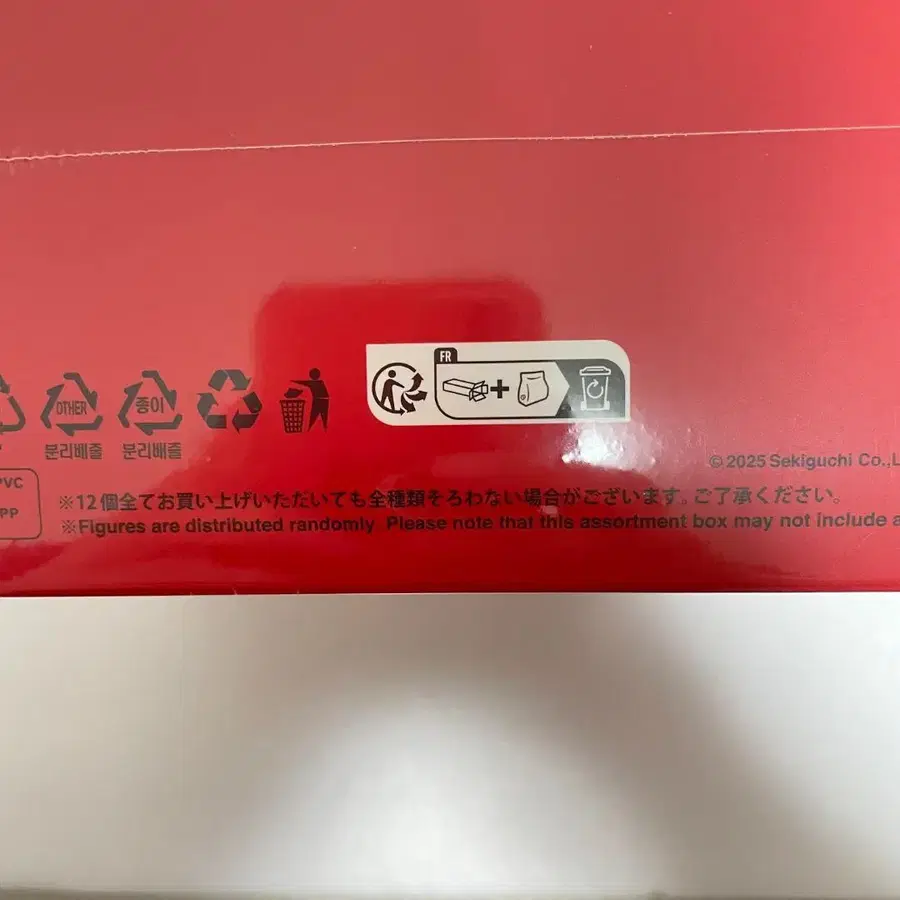 FR
OTHER
종이
분리배출
분리배출
© 2025 Sekiguchi Co.,L
PVC
PP
※12個全てお買い上げいただいても全種類そろわない場合がございます。ご了承ください。
※Figures are distributed randomly. Please note that this assortment box may not include a